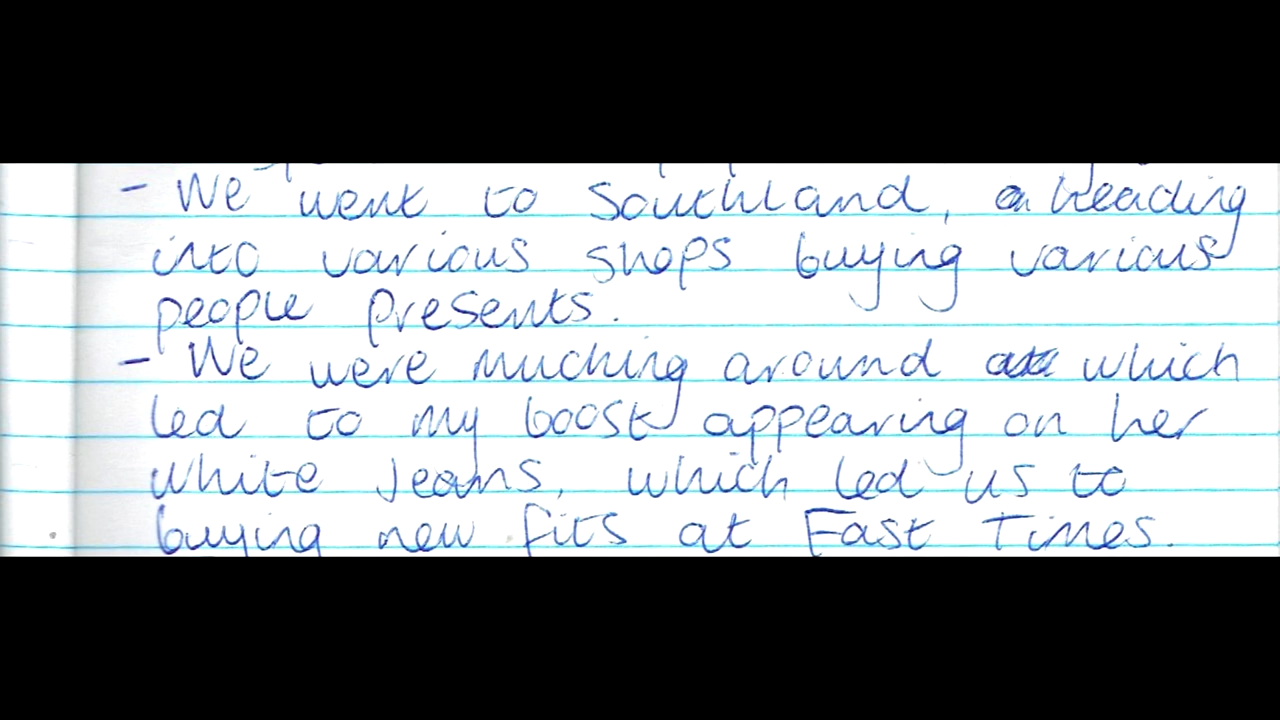 - We went to Southland, heading
into various shops buying various
people presents.
- We were muching around which
led to my boost appearing on her
white jeans, which led us to
buying new fits at Fast Times.